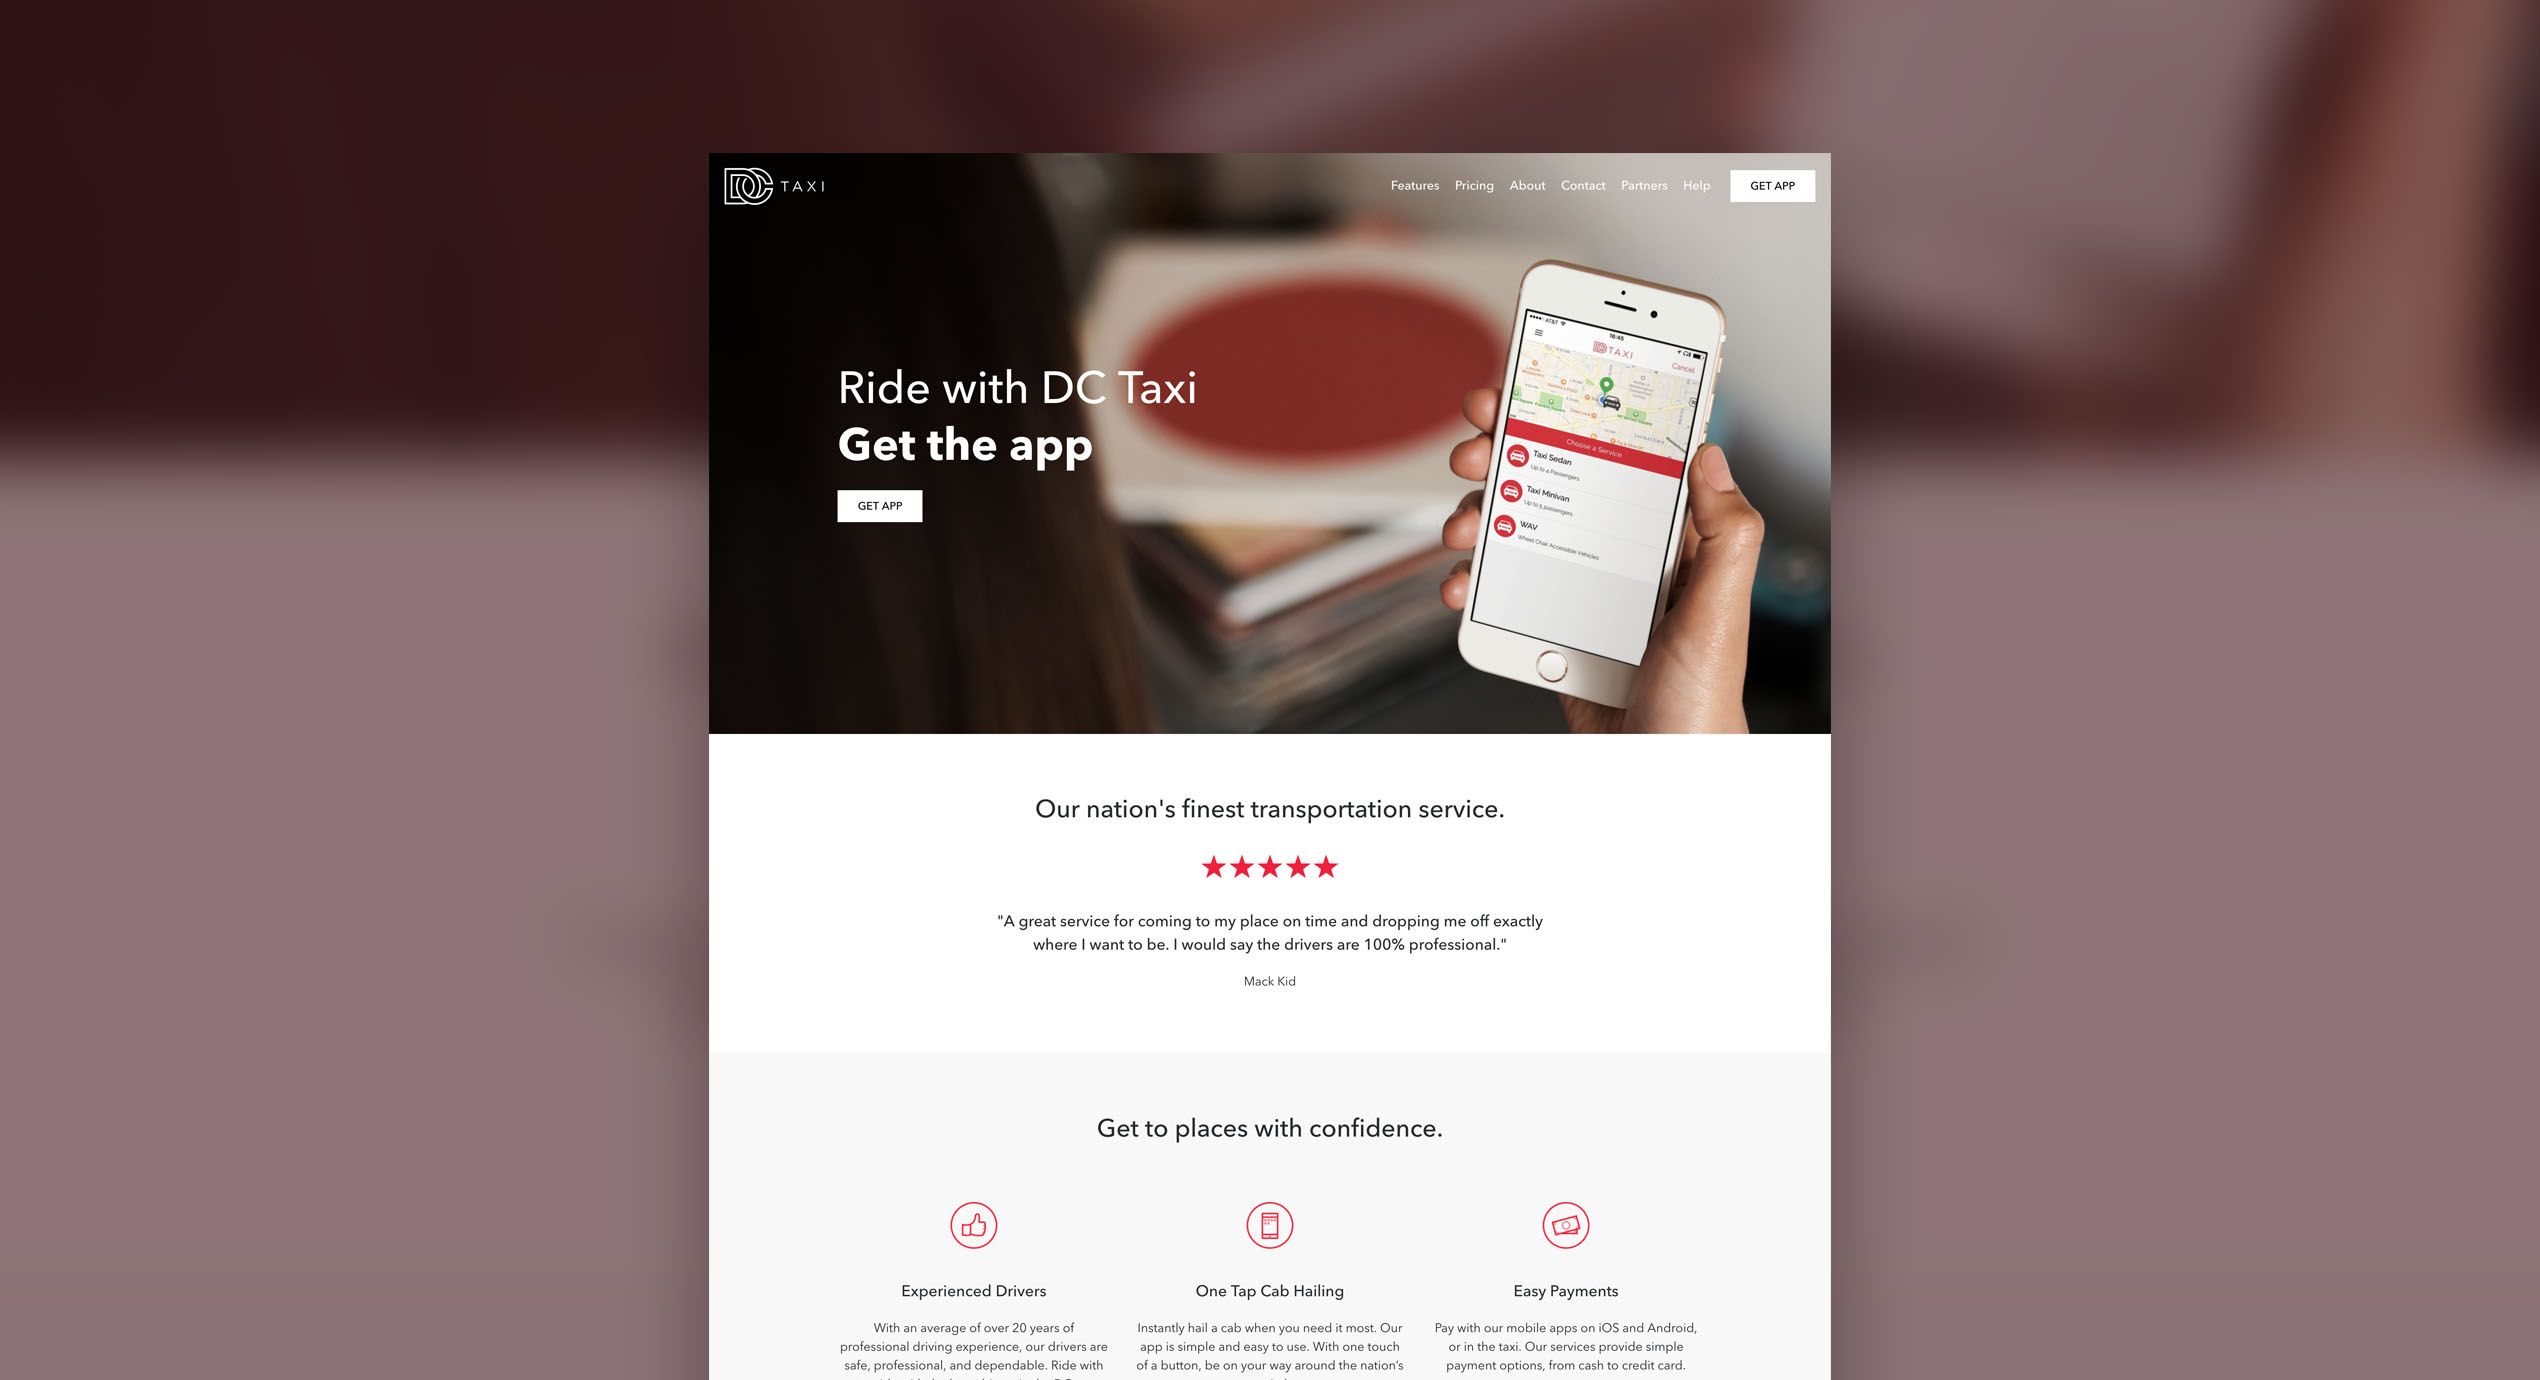 DC TAXI
Features Pricing About Contact Partners Help GET APP
Ride with DC Taxi
Get the app
GET APP
AT&T
16:45
DC TAXI
Cancel
Choose a Service
Taxi Sedan
Up to 4 Passengers
Taxi Minivan
Up to 5 passengers
WAV
Wheel Chair Accessible Vehicles
Our nation's finest transportation service.
"A great service for coming to my place on time and dropping me off exactly
where I want to be. I would say the drivers are 100% professional."
Mack Kid
Get to places with confidence.
Experienced Drivers
With an average of over 20 years of
professional driving experience, our drivers are
safe, professional, and dependable. Ride with
One Tap Cab Hailing
Instantly hail a cab when you need it most. Our
app is simple and easy to use. With one touch
of a button, be on your way around the nation’s
Easy Payments
Pay with our mobile apps on iOS and Android,
or in the taxi. Our services provide simple
payment options, from cash to credit card.